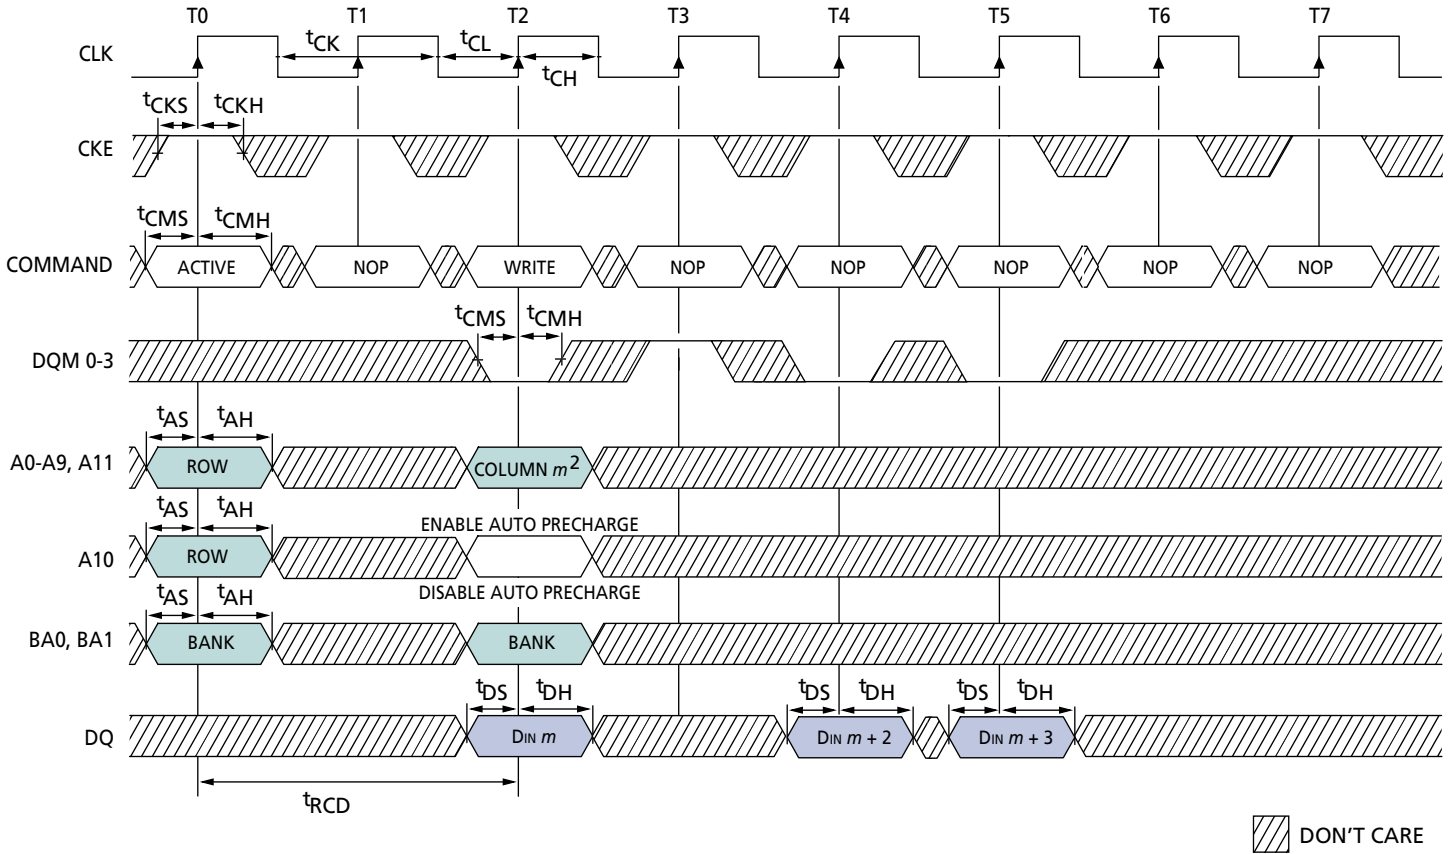 T0 T1 T2 T3 T4 T5 T6 T7
CLK
tCK tCL
tCH
tCKS tCKH
CKE
tCMS tCMH
COMMAND ACTIVE NOP WRITE NOP NOP NOP NOP NOP
tCMS tCMH
DQM 0-3
tAS tAH
A0-A9, A11 ROW COLUMN m2
tAS tAH
ENABLE AUTO PRECHARGE
A10 ROW
DISABLE AUTO PRECHARGE
tAS tAH
BA0, BA1 BANK BANK
tDS tDH tDS tDH tDS tDH
DQ DIN m DIN m + 2 DIN m + 3
tRCD
DON'T CARE